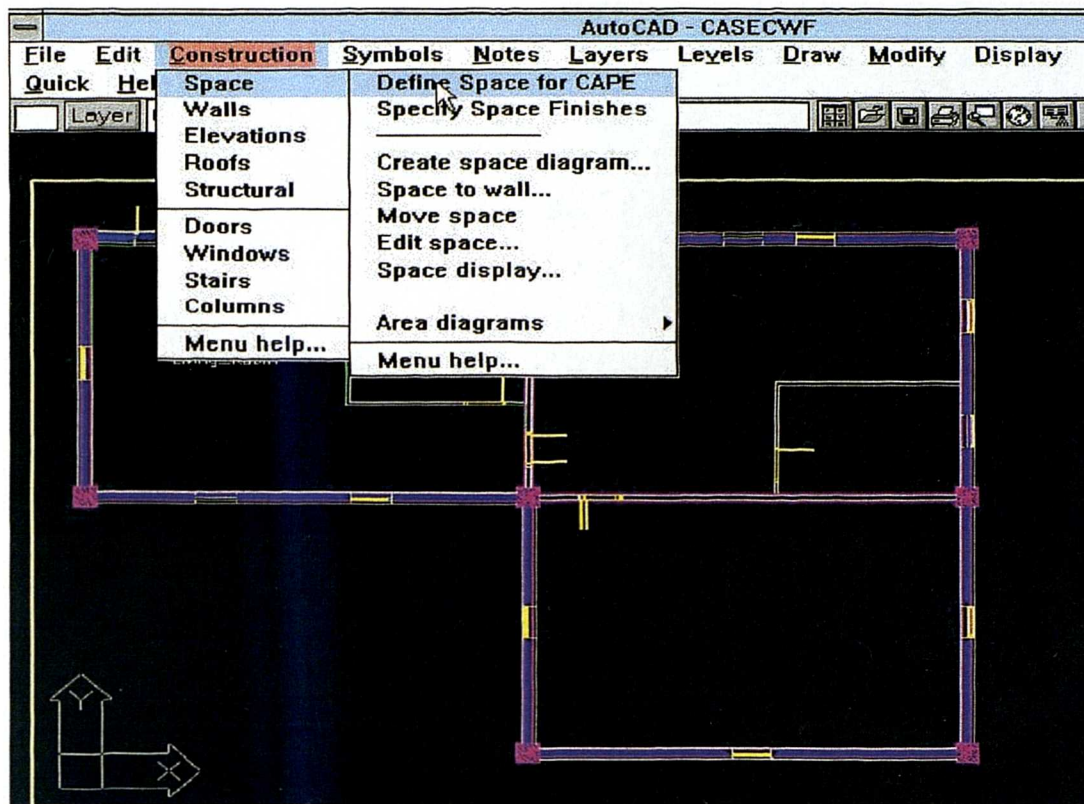 AutoCAD - CASECWF
File Edit Construction Symbols Notes Layers Levels Draw Modify Display
Quick Hel
Layer
Space
Walls
Elevations
Roofs
Structural
Doors
Windows
Stairs
Columns
Menu help...
Define Space for CAPE
Specify Space Finishes
Create space diagram...
Space to wall...
Move space
Edit space...
Space display...
Area diagrams
Menu help...
Y
X